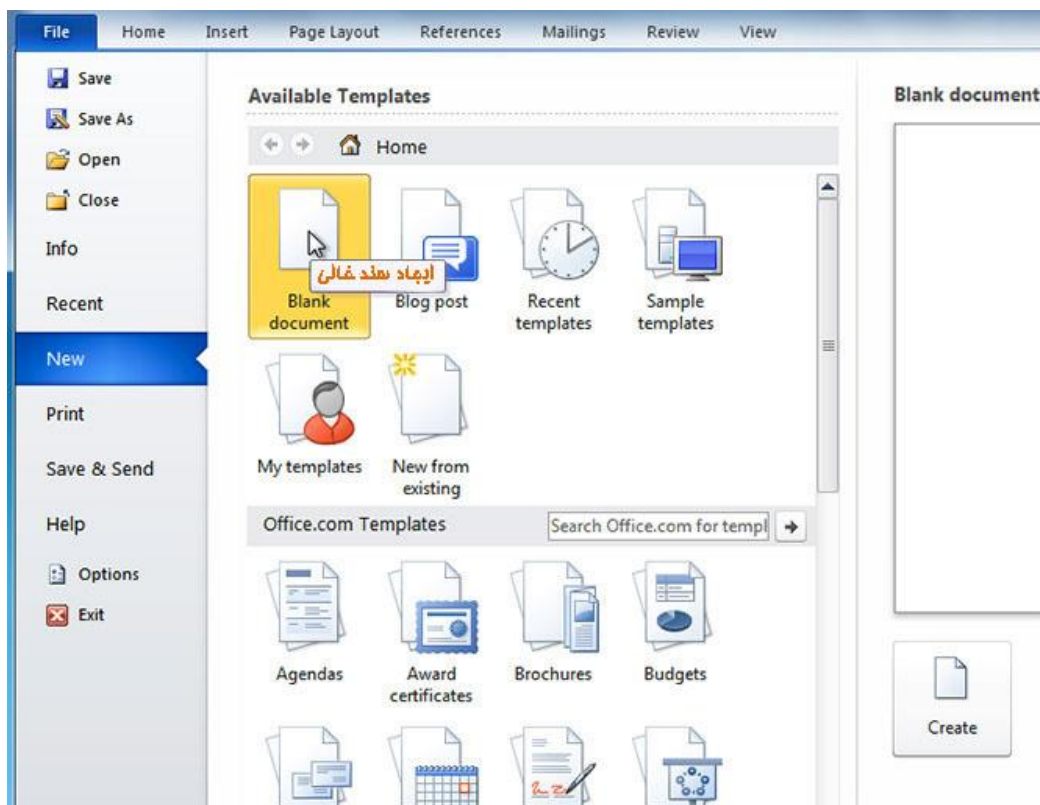 File Home Insert Page Layout References Mailings Review View
Save
Save As
Open
Close
Info
Recent
New
Print
Save & Send
Help
Options
Exit
Available Templates
Home
ایجاد سند خالی
Blank document
Blog post
Recent templates
Sample templates
My templates
New from existing
Office.com Templates
Search Office.com for templ
Agendas
Award certificates
Brochures
Budgets
Blank document
Create